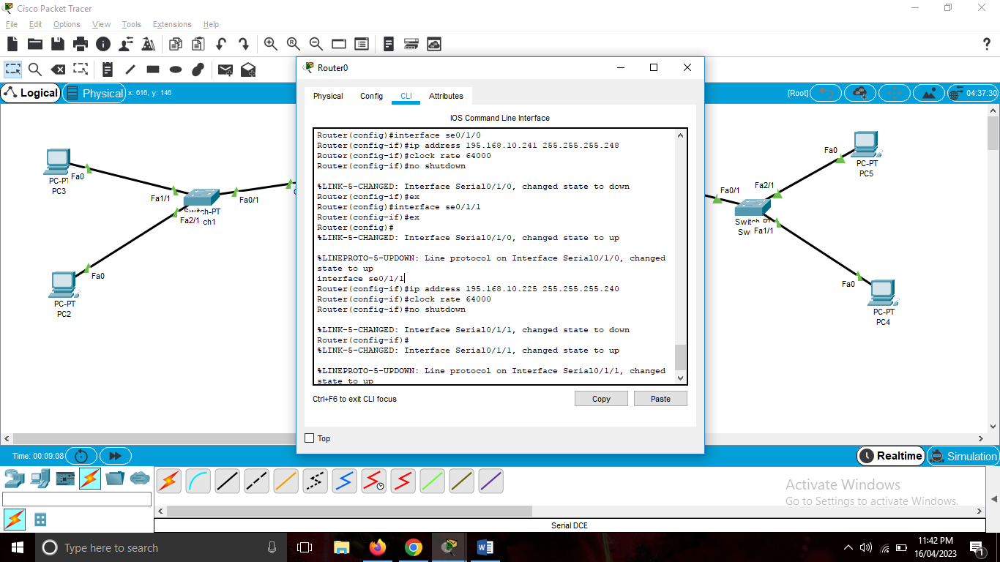 Cisco Packet Tracer
File Edit Options View Tools Extensions Help
?
Logical Physical x: 616, y: 146
[Root] 04:37:30
Router0
Physical Config CLI Attributes
IOS Command Line Interface
Router(config)#interface se0/1/0
Router(config-if)#ip address 195.168.10.241 255.255.255.248
Router(config-if)#clock rate 64000
Router(config-if)#no shutdown
%LINK-5-CHANGED: Interface Serial0/1/0, changed state to down
Router(config-if)#ex
Router(config)#interface se0/1/1
Router(config-if)#ex
Router(config)#
%LINK-5-CHANGED: Interface Serial0/1/0, changed state to up
%LINEPROTO-5-UPDOWN: Line protocol on Interface Serial0/1/0, changed
state to up
interface se0/1/1
Router(config-if)#ip address 195.168.10.225 255.255.255.240
Router(config-if)#clock rate 64000
Router(config-if)#no shutdown
%LINK-5-CHANGED: Interface Serial0/1/1, changed state to down
Router(config-if)#
%LINK-5-CHANGED: Interface Serial0/1/1, changed state to up
%LINEPROTO-5-UPDOWN: Line protocol on Interface Serial0/1/1, changed
state to up
Ctrl+F6 to exit CLI focus
Copy
Paste
Top
PC-PT
Fa0
PC3
Fa1/1
Fa0/1
Switch-PT
Fa2/1
ch1
Fa0
PC-PT
PC2
Fa0
PC-PT
PC5
Fa2/1
Fa0/1
Switch-PT
Fa1/1
Fa0
PC-PT
PC4
Time: 00:09:08
Realtime
Simulation
Activate Windows
Go to Settings to activate Windows.
Serial DCE
Type here to search
11:42 PM
16/04/2023
1